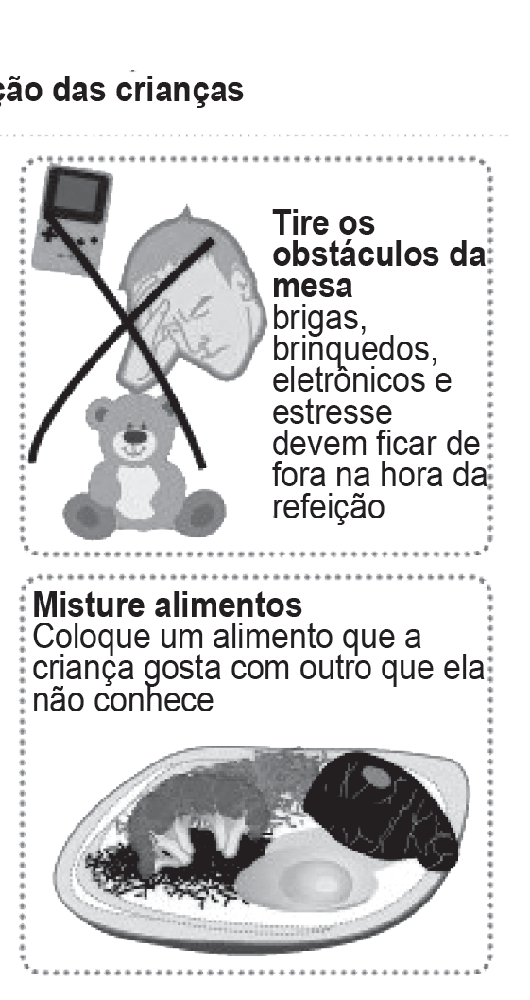 ção das crianças
Tire os
obstáculos da
mesa
brigas,
brinquedos,
eletrônicos e
estresse
devem ficar de
fora na hora da
refeição
Misture alimentos
Coloque um alimento que a
criança gosta com outro que ela
não conhece